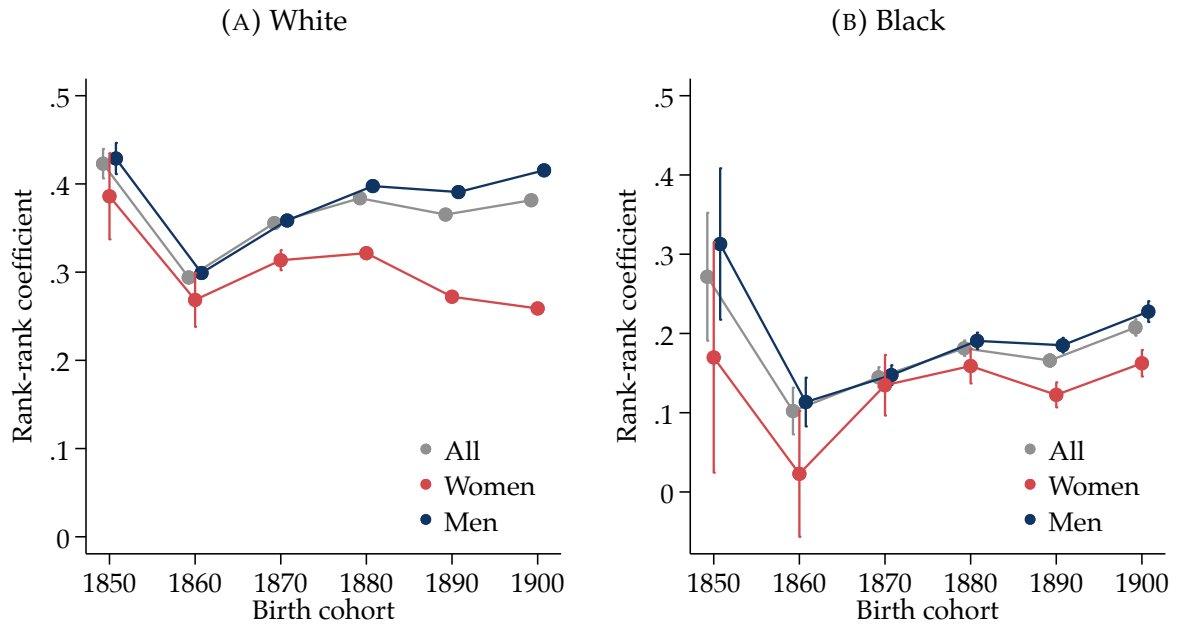 (A) White
Rank-rank coefficient
.5
.4
.3
.2
.1
0
All
Women
Men
1850 1860 1870 1880 1890 1900
Birth cohort
(B) Black
Rank-rank coefficient
.5
.4
.3
.2
.1
0
All
Women
Men
1850 1860 1870 1880 1890 1900
Birth cohort